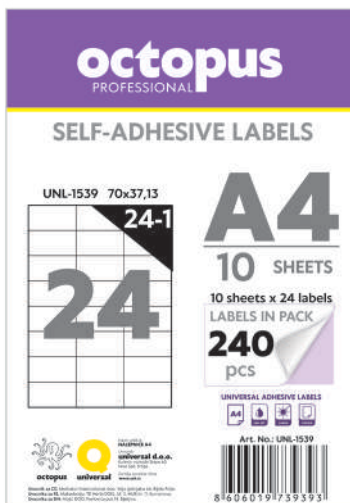 octopus
PROFESSIONAL
SELF-ADHESIVE LABELS
UNL-1539 70x37,13
24-1
24
A4
10 SHEETS
10 sheets x 24 labels
LABELS IN PACK
240
pcs
UNIVERSAL ADHESIVE LABELS
A4
Art. No.: UNL-1539
octopus
universal
universal d.o.o.
8 606019 739393